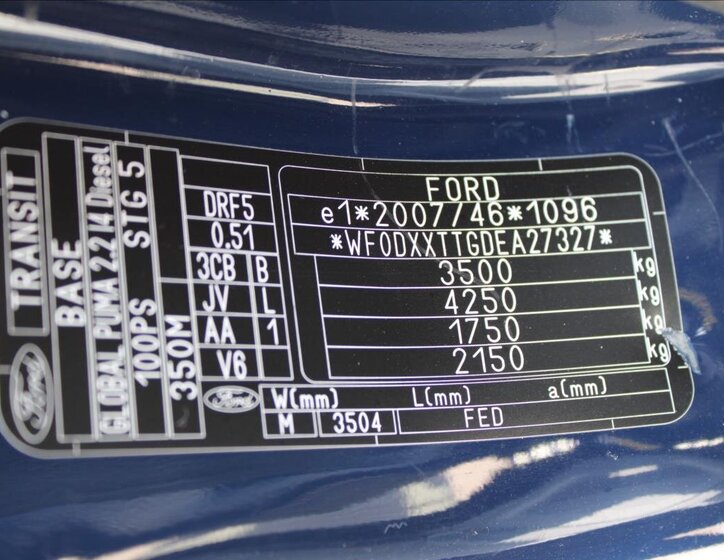 TRANSIT
Ford
BASE
GLOBAL PUMA 2.2 I4 Diesel
100PS STG 5
350M
DRF5
0.51
3CB B
JV L
AA 1
V6
FORD
e1*2007/46*1096
*WF0DXXTTGDEA27327*
3500 kg
4250 kg
1750 kg
2150 kg
Ford
W(mm) L(mm) a(mm)
M 3504 FED